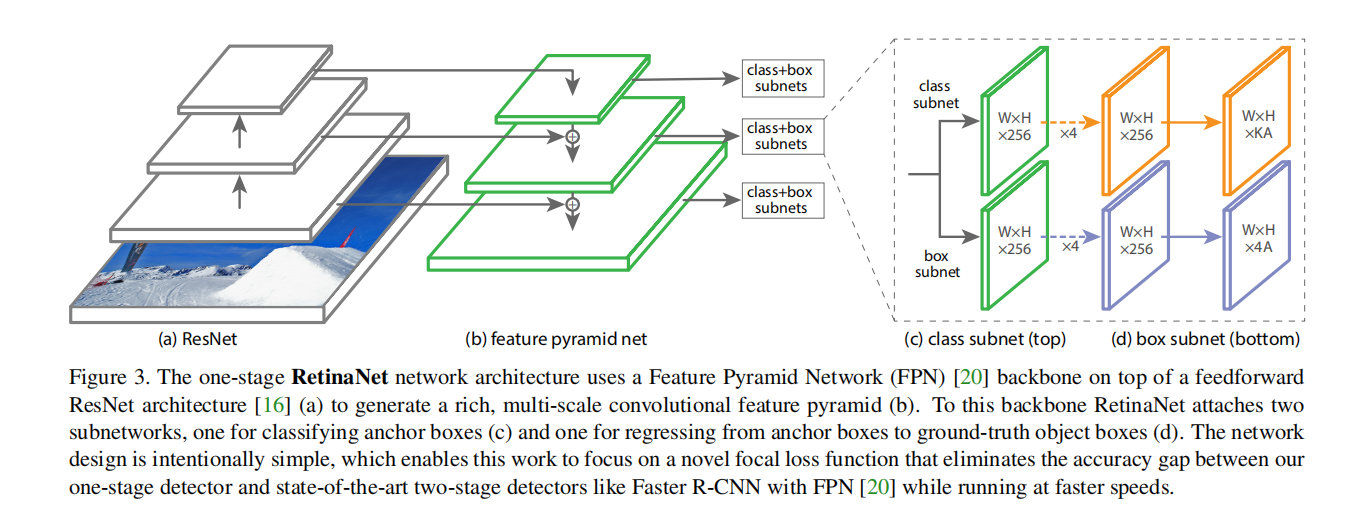 class+box
subnets
class+box
subnets
class+box
subnets
class
subnet
W×H
×256
×4
W×H
×256
W×H
×KA
box
subnet
W×H
×256
×4
W×H
×256
W×H
×4A
(a) ResNet
(b) feature pyramid net
(c) class subnet (top)
(d) box subnet (bottom)
Figure 3. The one-stage RetinaNet network architecture uses a Feature Pyramid Network (FPN) [20] backbone on top of a feedforward
ResNet architecture [16] (a) to generate a rich, multi-scale convolutional feature pyramid (b). To this backbone RetinaNet attaches two
subnetworks, one for classifying anchor boxes (c) and one for regressing from anchor boxes to ground-truth object boxes (d). The network
design is intentionally simple, which enables this work to focus on a novel focal loss function that eliminates the accuracy gap between our
one-stage detector and state-of-the-art two-stage detectors like Faster R-CNN with FPN [20] while running at faster speeds.